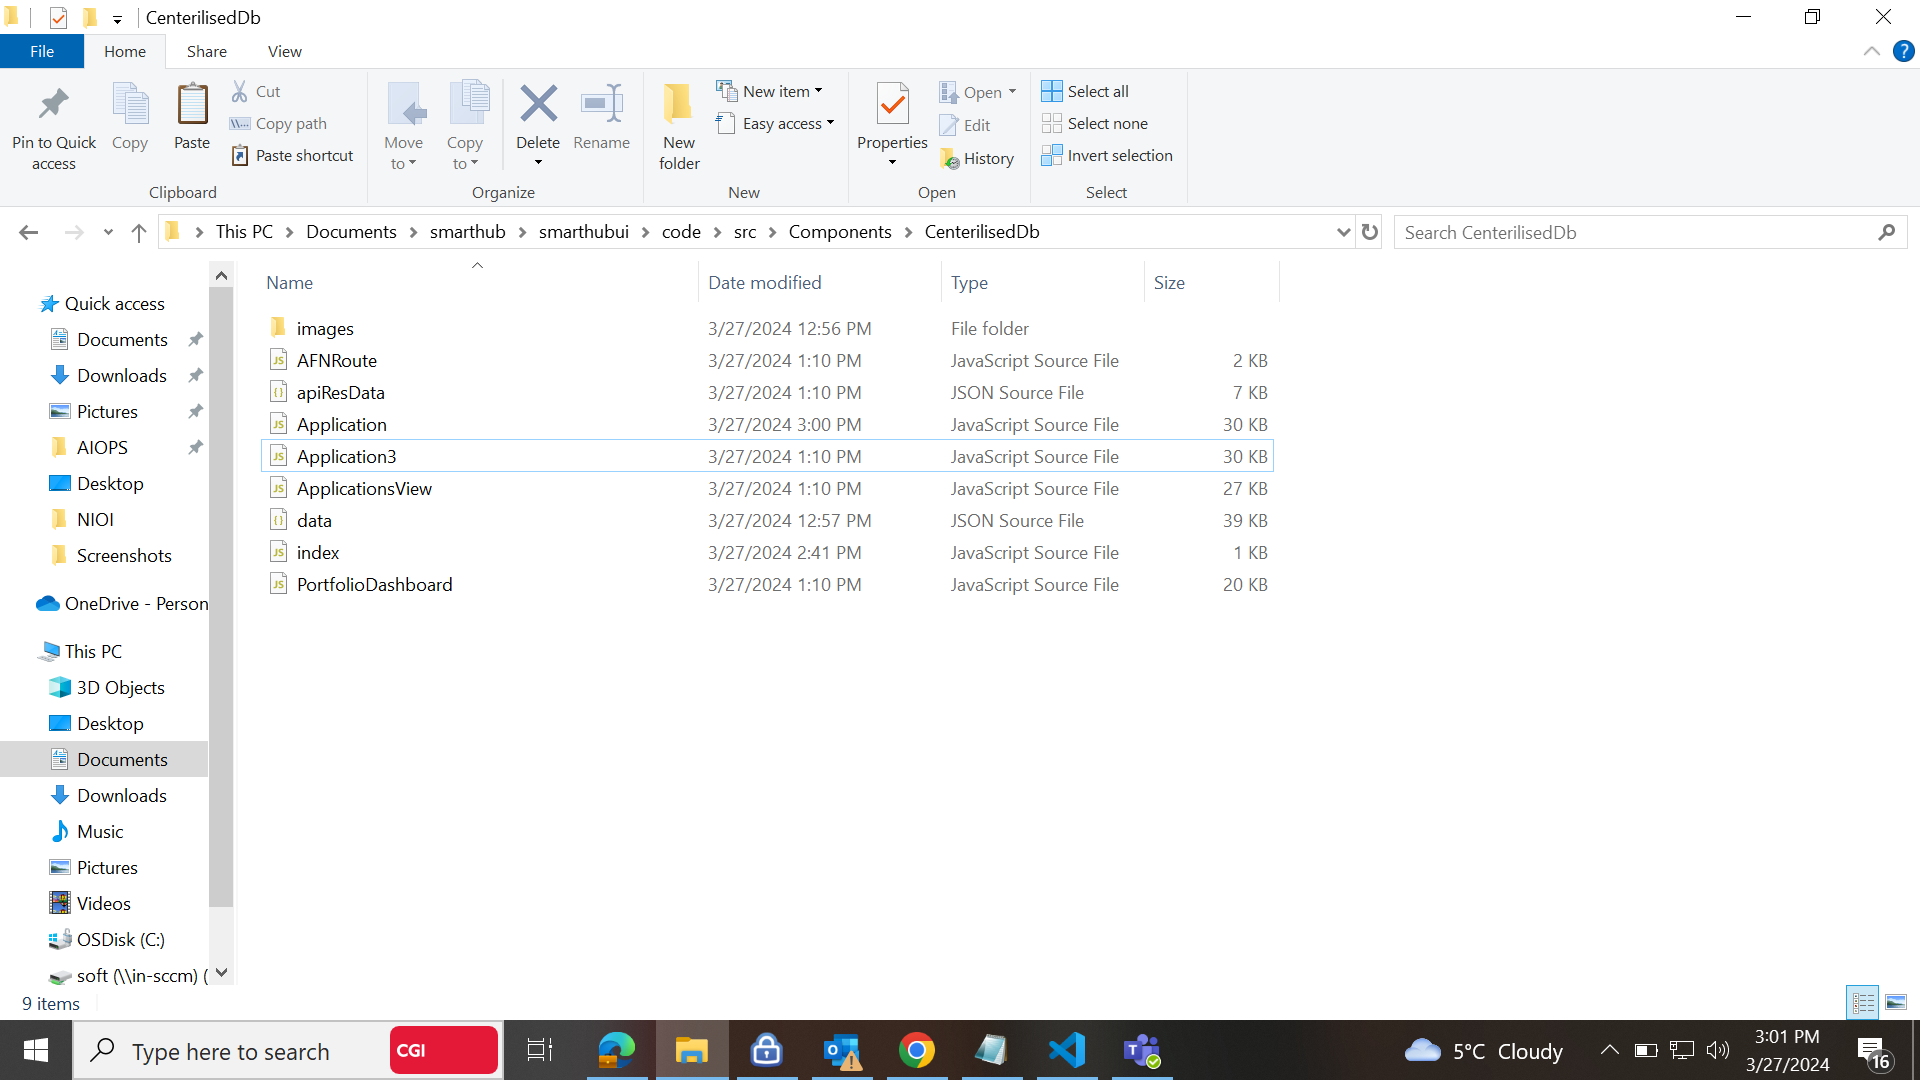 CenterilisedDb
File Home Share View
Pin to Quick access
Copy
Paste
Cut
Copy path
Paste shortcut
Clipboard
Move to
Copy to
Delete
Rename
Organize
New folder
New item
Easy access
New
Properties
Open
Edit
History
Open
Select all
Select none
Invert selection
Select
This PC Documents smarthub smarthubui code src Components CenterilisedDb
Search CenterilisedDb
Name Date modified Type Size
images 3/27/2024 12:56 PM File folder
AFNRoute 3/27/2024 1:10 PM JavaScript Source File 2 KB
apiResData 3/27/2024 1:10 PM JSON Source File 7 KB
Application 3/27/2024 3:00 PM JavaScript Source File 30 KB
Application3 3/27/2024 1:10 PM JavaScript Source File 30 KB
ApplicationsView 3/27/2024 1:10 PM JavaScript Source File 27 KB
data 3/27/2024 12:57 PM JSON Source File 39 KB
index 3/27/2024 2:41 PM JavaScript Source File 1 KB
PortfolioDashboard 3/27/2024 1:10 PM JavaScript Source File 20 KB
Quick access
Documents
Downloads
Pictures
AIOPS
Desktop
NIOI
Screenshots
OneDrive - Person
This PC
3D Objects
Desktop
Documents
Downloads
Music
Pictures
Videos
OSDisk (C:)
soft (\\in-sccm) (
9 items
Type here to search
CGI
5°C Cloudy
3:01 PM
3/27/2024
16